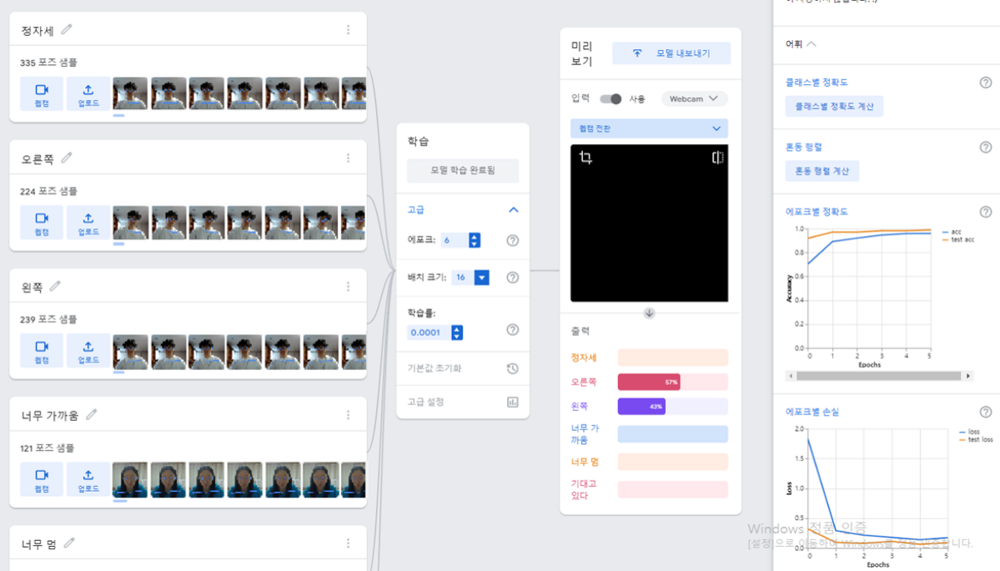 정자세
335 포즈 샘플
웹캠
업로드
오른쪽
224 포즈 샘플
웹캠
업로드
왼쪽
239 포즈 샘플
웹캠
업로드
너무 가까움
121 포즈 샘플
웹캠
업로드
너무 멈
학습
모델 학습 완료됨
고급
에포크: 6
배치 크기: 16
학습률:
0.0001
기본값 초기화
고급 설정
미리
보기
모델 내보내기
입력
사용
Webcam
웹캠 전환
출력
정자세
오른쪽
57%
왼쪽
43%
너무 가
까움
너무 멈
기대고
있다
어휘
클래스별 정확도
클래스별 정확도 계산
혼동 행렬
혼동 행렬 계산
에포크별 정확도
1.0
0.8
0.6
0.4
0.2
0.0
Accuracy
0 1 2 3 4 5
Epochs
acc
test acc
에포크별 손실
2.0
1.5
1.0
0.5
0.0
Loss
0 1 2 3 4 5
Epochs
loss
test loss
Windows 정품 인증
[설정]으로 이동하여 Windows를 정품 인증합니다.